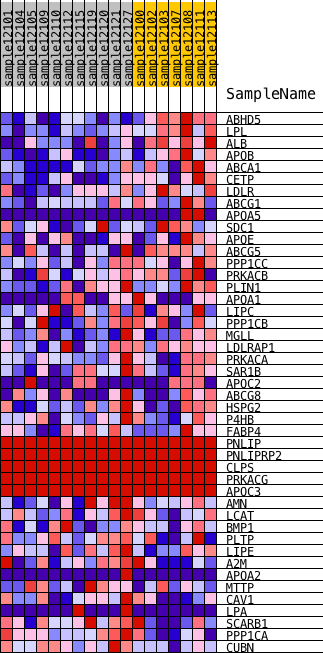 sample12101
sample12104
sample12105
sample12109
sample12110
sample12112
sample12115
sample12119
sample12120
sample12121
sample12127
sample12100
sample12102
sample12103
sample12107
sample12108
sample12111
sample12113
SampleName
ABHD5
LPL
ALB
APOB
ABCA1
CETP
LDLR
ABCG1
APOA5
SDC1
APOE
ABCG5
PPP1CC
PRKACB
PLIN1
APOA1
LIPC
PPP1CB
MGLL
LDLRAP1
PRKACA
SAR1B
APOC2
ABCG8
HSPG2
P4HB
FABP4
PNLIP
PNLIPRP2
CLPS
PRKACG
APOC3
AMN
LCAT
BMP1
PLTP
LIPE
A2M
APOA2
MTTP
CAV1
LPA
SCARB1
PPP1CA
CUBN